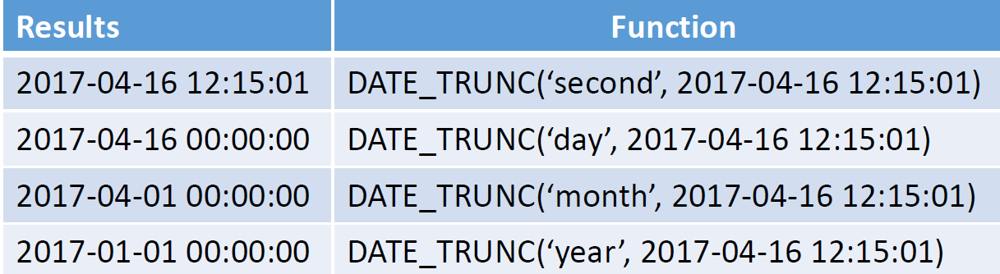 Results Function
2017-04-16 12:15:01 DATE_TRUNC(‘second’, 2017-04-16 12:15:01)
2017-04-16 00:00:00 DATE_TRUNC(‘day’, 2017-04-16 12:15:01)
2017-04-01 00:00:00 DATE_TRUNC(‘month’, 2017-04-16 12:15:01)
2017-01-01 00:00:00 DATE_TRUNC(‘year’, 2017-04-16 12:15:01)